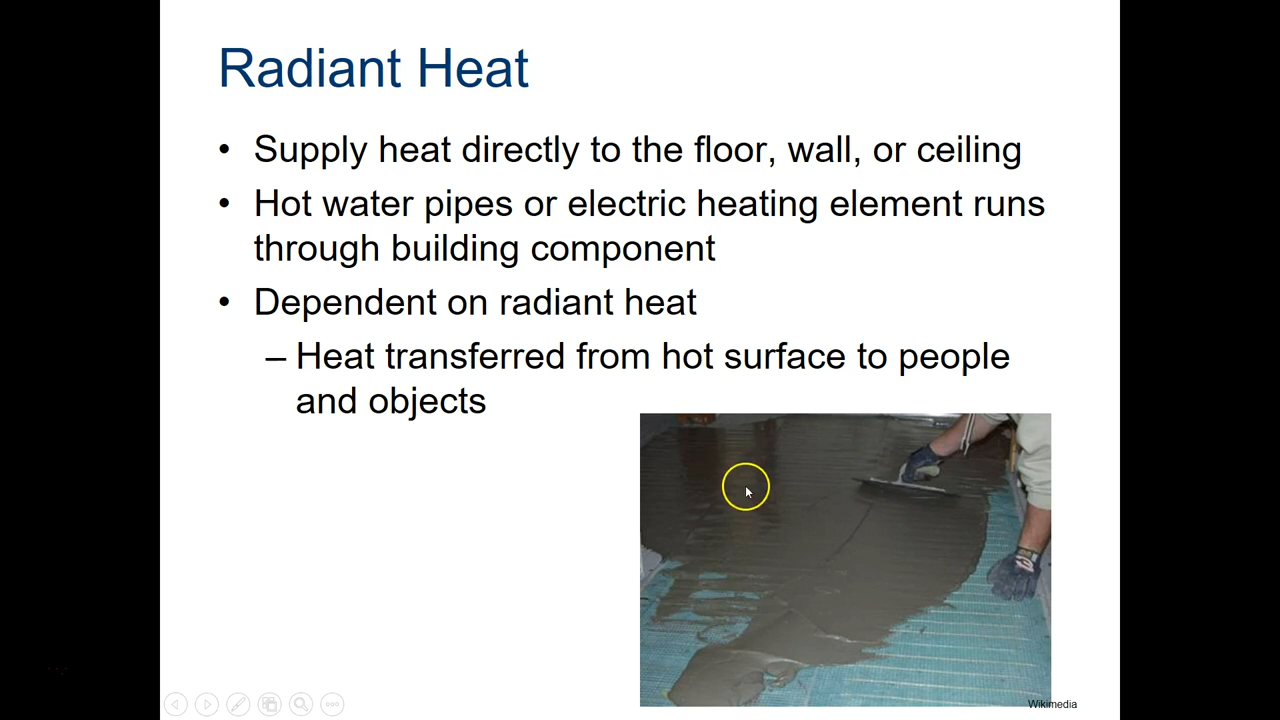 Radiant Heat
• Supply heat directly to the floor, wall, or ceiling
• Hot water pipes or electric heating element runs
through building component
• Dependent on radiant heat
– Heat transferred from hot surface to people
and objects
Wikimedia